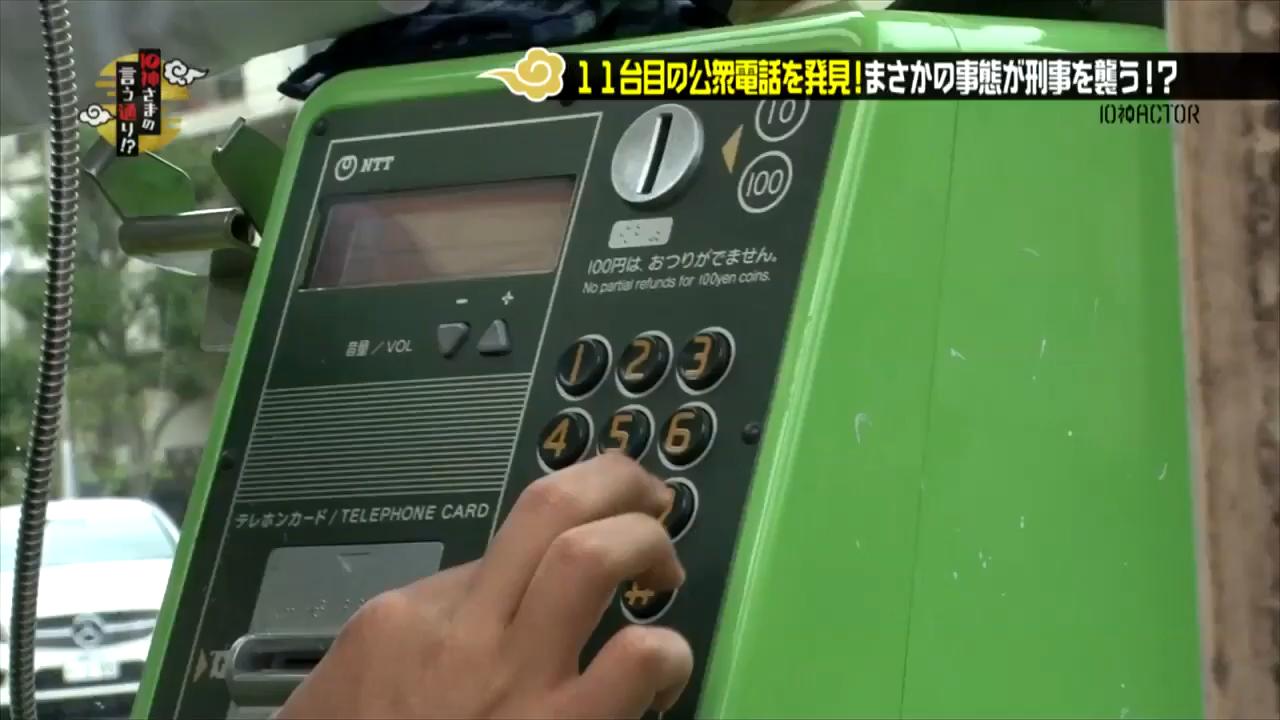 11台目の公衆電話を発見!まさかの事態が刑事を襲う!?
10神ACTOR
10神さまの
言う通り!?
NTT
10
100
100円は、おつりがでません。
No partial refunds for 100yen coins.
- +
音量/VOL
1 2 3
4 5 6
#
テレホンカード/TELEPHONE CARD